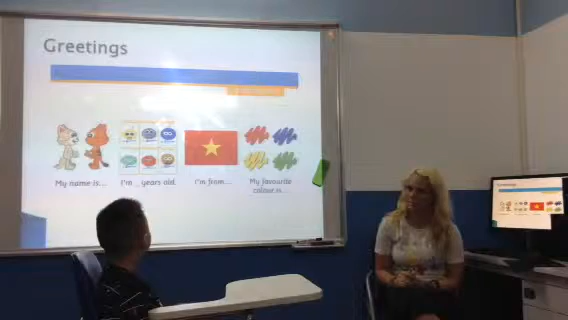 Greetings
My name is...
I'm _ years old.
I'm from...
My favourite
colour is...